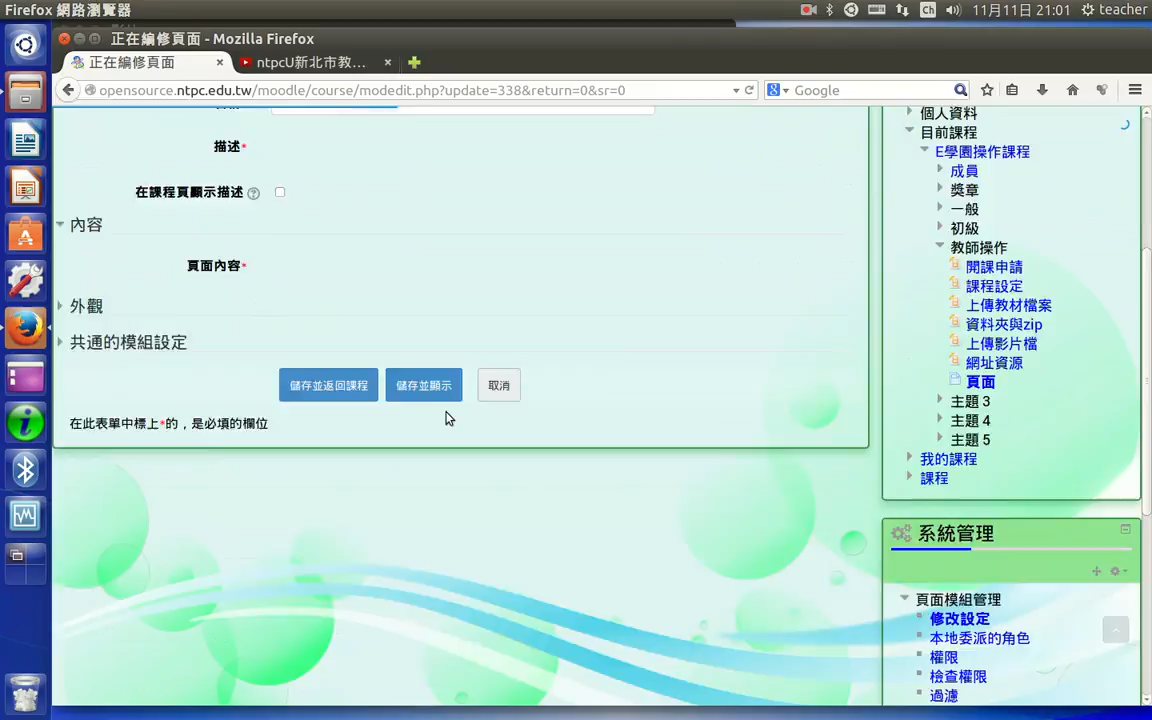 Firefox 網路瀏覽器
Ch
11月11日 21:01
teacher
正在編修頁面 - Mozilla Firefox
正在編修頁面
ntpcU新北市教...
opensource.ntpc.edu.tw/moodle/course/modedit.php?update=338&return=0&sr=0
Google
描述*
在課程頁顯示描述
內容
頁面內容*
外觀
共通的模組設定
儲存並返回課程
儲存並顯示
取消
在此表單中標上*的，是必填的欄位
個人資料
目前課程
E學園操作課程
成員
獎章
一般
初級
教師操作
開課申請
課程設定
上傳教材檔案
資料夾與zip
上傳影片檔
網址資源
頁面
主題 3
主題 4
主題 5
我的課程
課程
系統管理
頁面模組管理
修改設定
本地委派的角色
權限
檢查權限
過濾